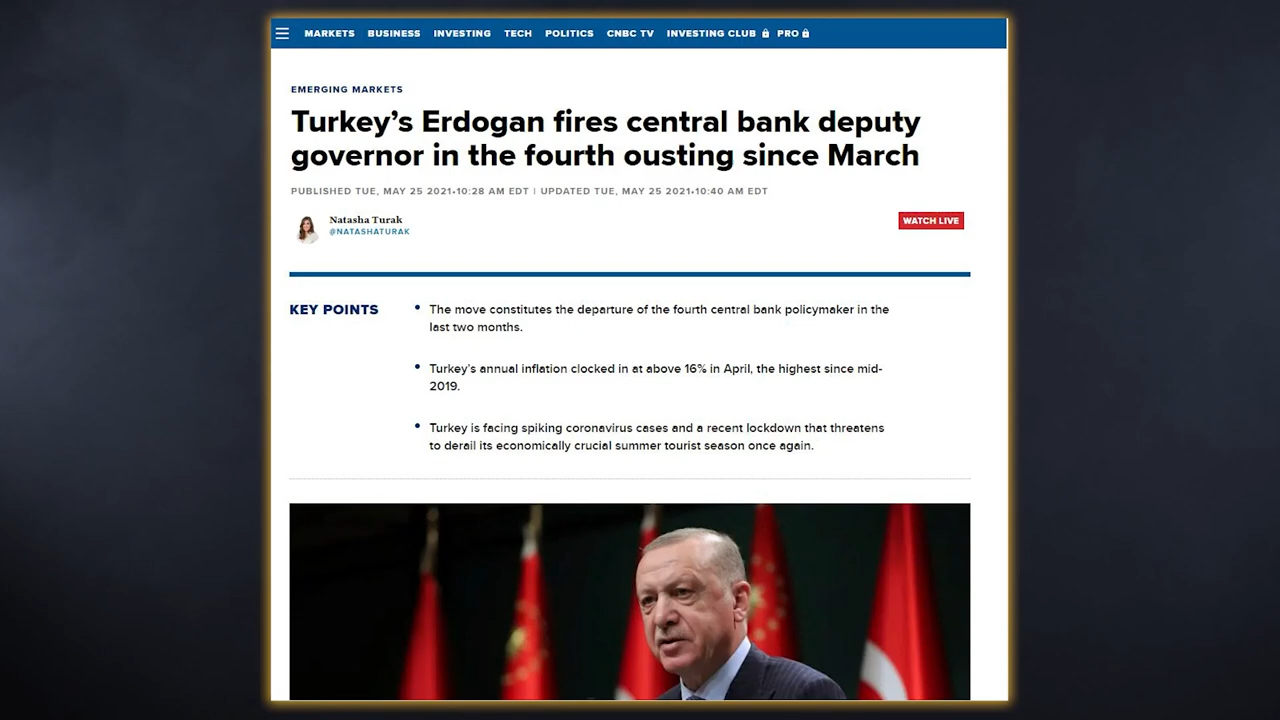 MARKETS BUSINESS INVESTING TECH POLITICS CNBC TV INVESTING CLUB PRO
EMERGING MARKETS
Turkey’s Erdogan fires central bank deputy
governor in the fourth ousting since March
PUBLISHED TUE, MAY 25 2021•10:28 AM EDT | UPDATED TUE, MAY 25 2021•10:40 AM EDT
Natasha Turak
@NATASHATURAK
WATCH LIVE
KEY POINTS
• The move constitutes the departure of the fourth central bank policymaker in the
last two months.
• Turkey’s annual inflation clocked in at above 16% in April, the highest since mid-
2019.
• Turkey is facing spiking coronavirus cases and a recent lockdown that threatens
to derail its economically crucial summer tourist season once again.